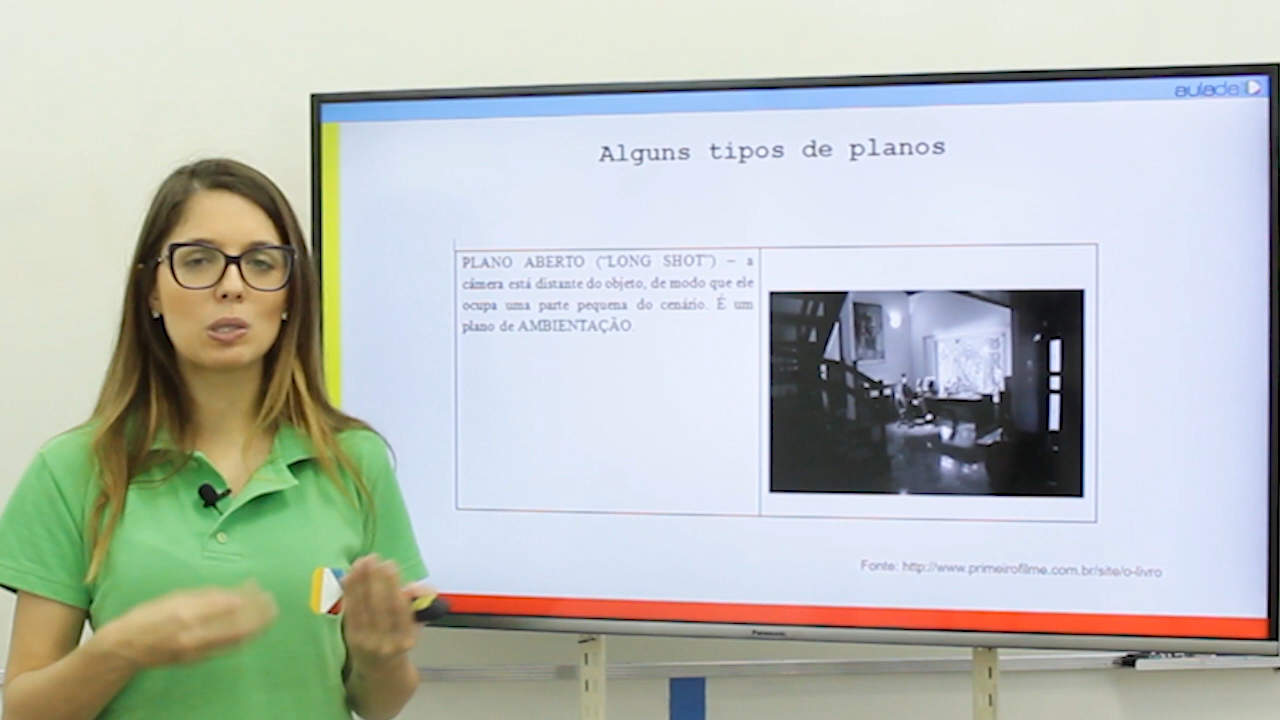 auladel
Alguns tipos de planos
PLANO ABERTO ("LONG SHOT") – a
câmera está distante do objeto, de modo que ele
ocupa uma parte pequena do cenário. É um
plano de AMBIENTAÇÃO.
Fonte: http://www.primeirofilme.com.br/site/o-livro
Panasonic